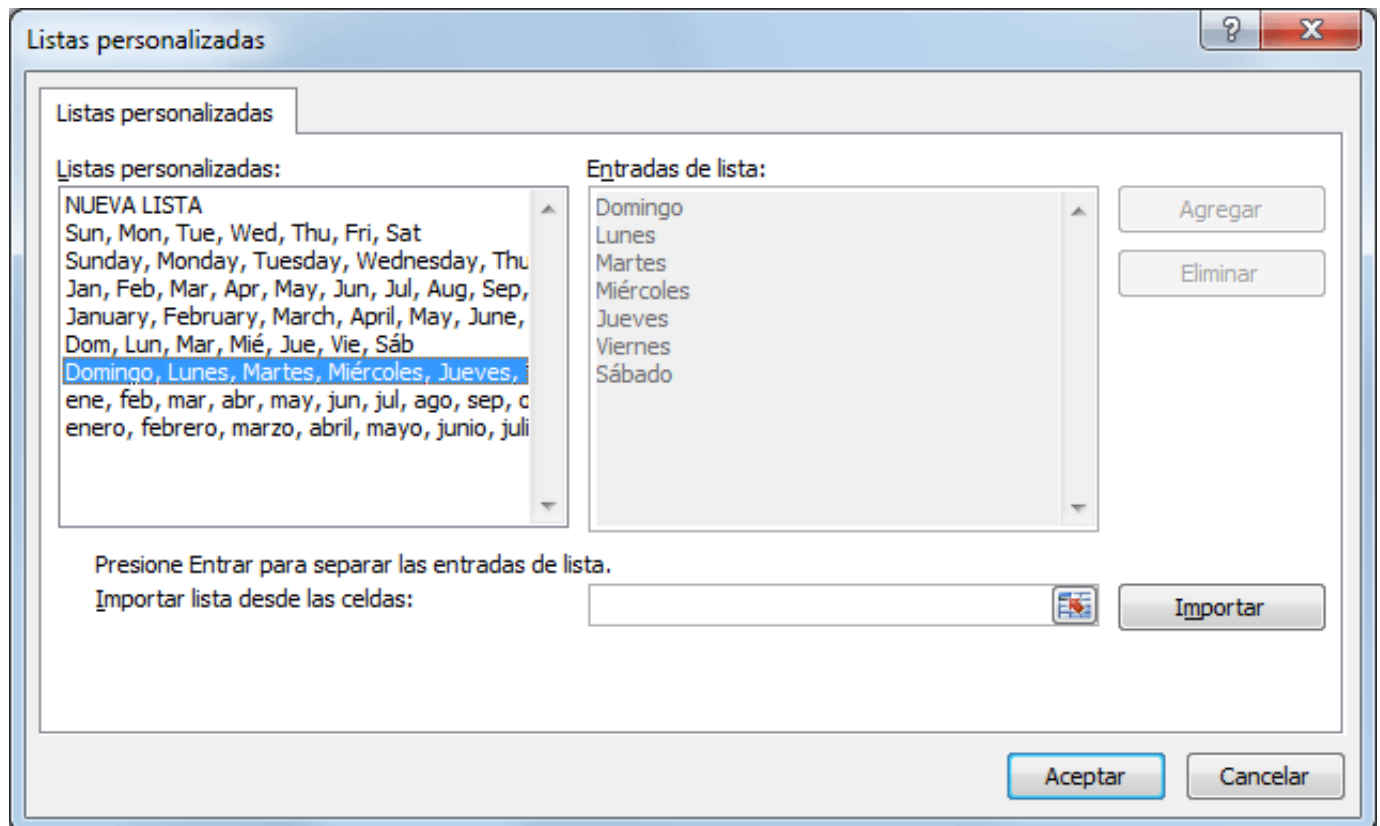 Listas personalizadas
Listas personalizadas
Listas personalizadas:
NUEVA LISTA
Sun, Mon, Tue, Wed, Thu, Fri, Sat
Sunday, Monday, Tuesday, Wednesday, Thu
Jan, Feb, Mar, Apr, May, Jun, Jul, Aug, Sep,
January, February, March, April, May, June,
Dom, Lun, Mar, Mié, Jue, Vie, Sáb
Domingo, Lunes, Martes, Miércoles, Jueves,
ene, feb, mar, abr, may, jun, jul, ago, sep,
enero, febrero, marzo, abril, mayo, junio, juli
Entradas de lista:
Domingo
Lunes
Martes
Miércoles
Jueves
Viernes
Sábado
Agregar
Eliminar
Presione Entrar para separar las entradas de lista.
Importar lista desde las celdas:
Importar
Aceptar
Cancelar